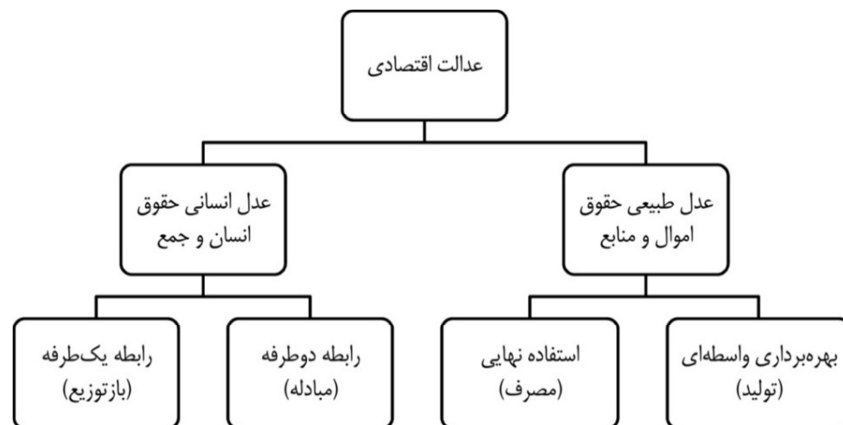 عدالت اقتصادی
عدل طبیعی حقوق
اموال و منابع
عدل انسانی حقوق
انسان و جمع
بهره‌برداری واسطه‌ای
(تولید)
استفاده نهایی
(مصرف)
رابطه دوطرفه
(مبادله)
رابطه یک‌طرفه
(بازتوزیع)